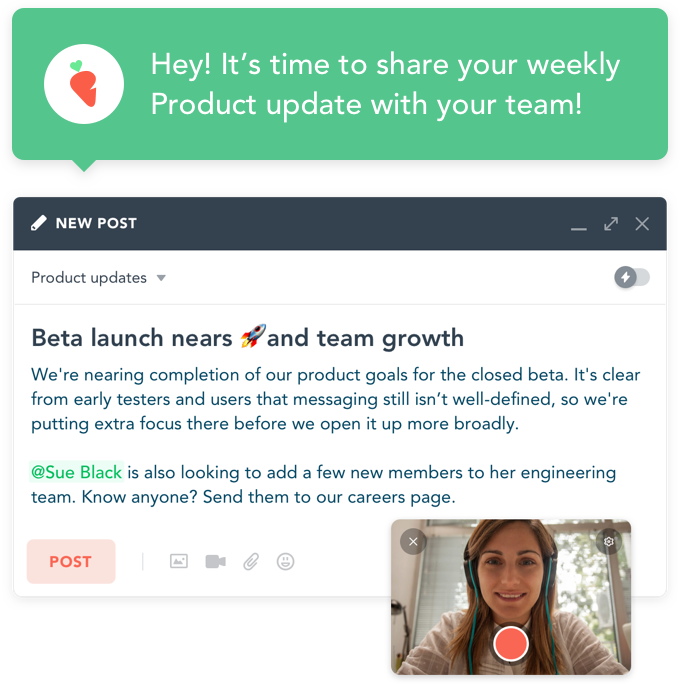 Hey! It’s time to share your weekly
Product update with your team!
NEW POST
Product updates
Beta launch nears 🚀and team growth
We're nearing completion of our product goals for the closed beta. It's clear
from early testers and users that messaging still isn’t well-defined, so we're
putting extra focus there before we open it up more broadly.
@Sue Black is also looking to add a few new members to her engineering
team. Know anyone? Send them to our careers page.
POST